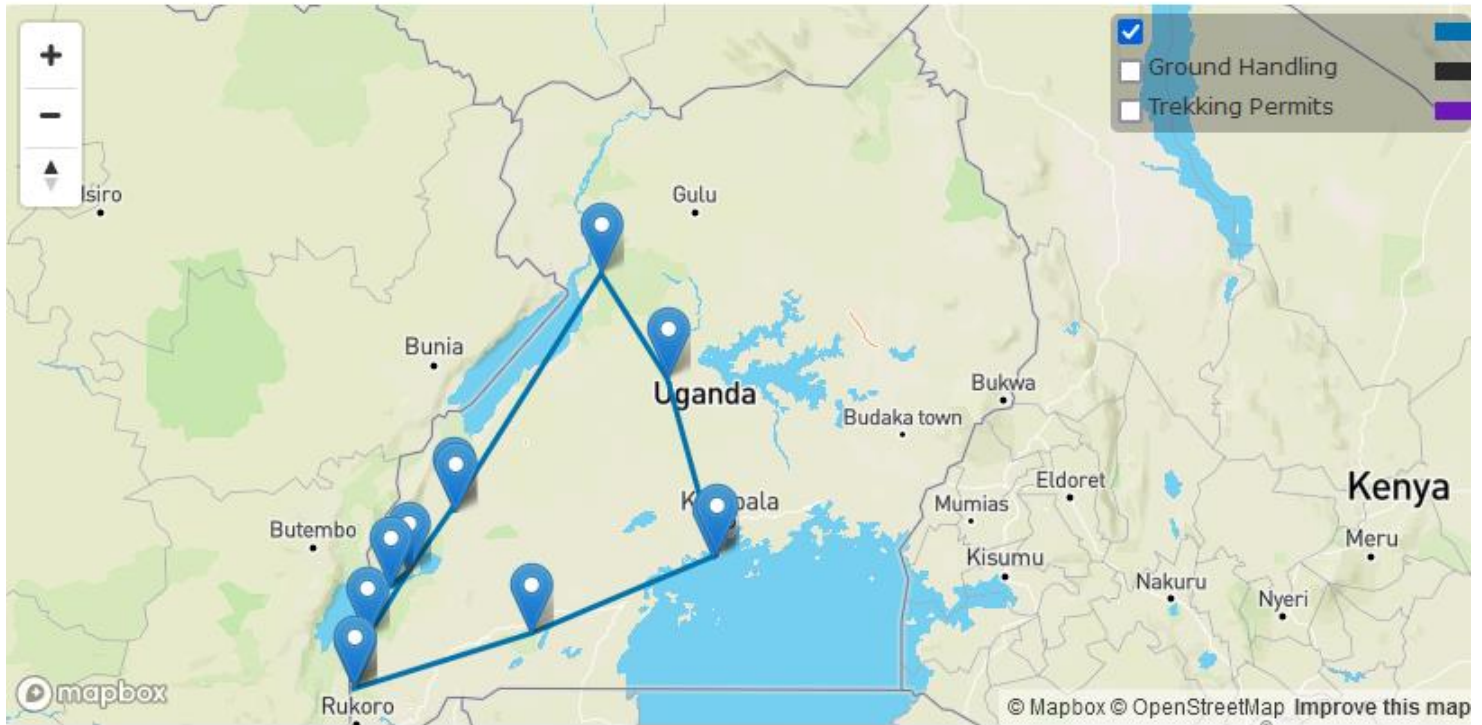 Ground Handling
Trekking Permits
Isiro
Gulu
Bunia
Uganda
Bukwa
Budaka town
Eldoret
Kenya
Mumias
Butembo
Meru
Kisumu
Nakuru
Nyeri
Rukoro
mapbox
© Mapbox © OpenStreetMap Improve this map